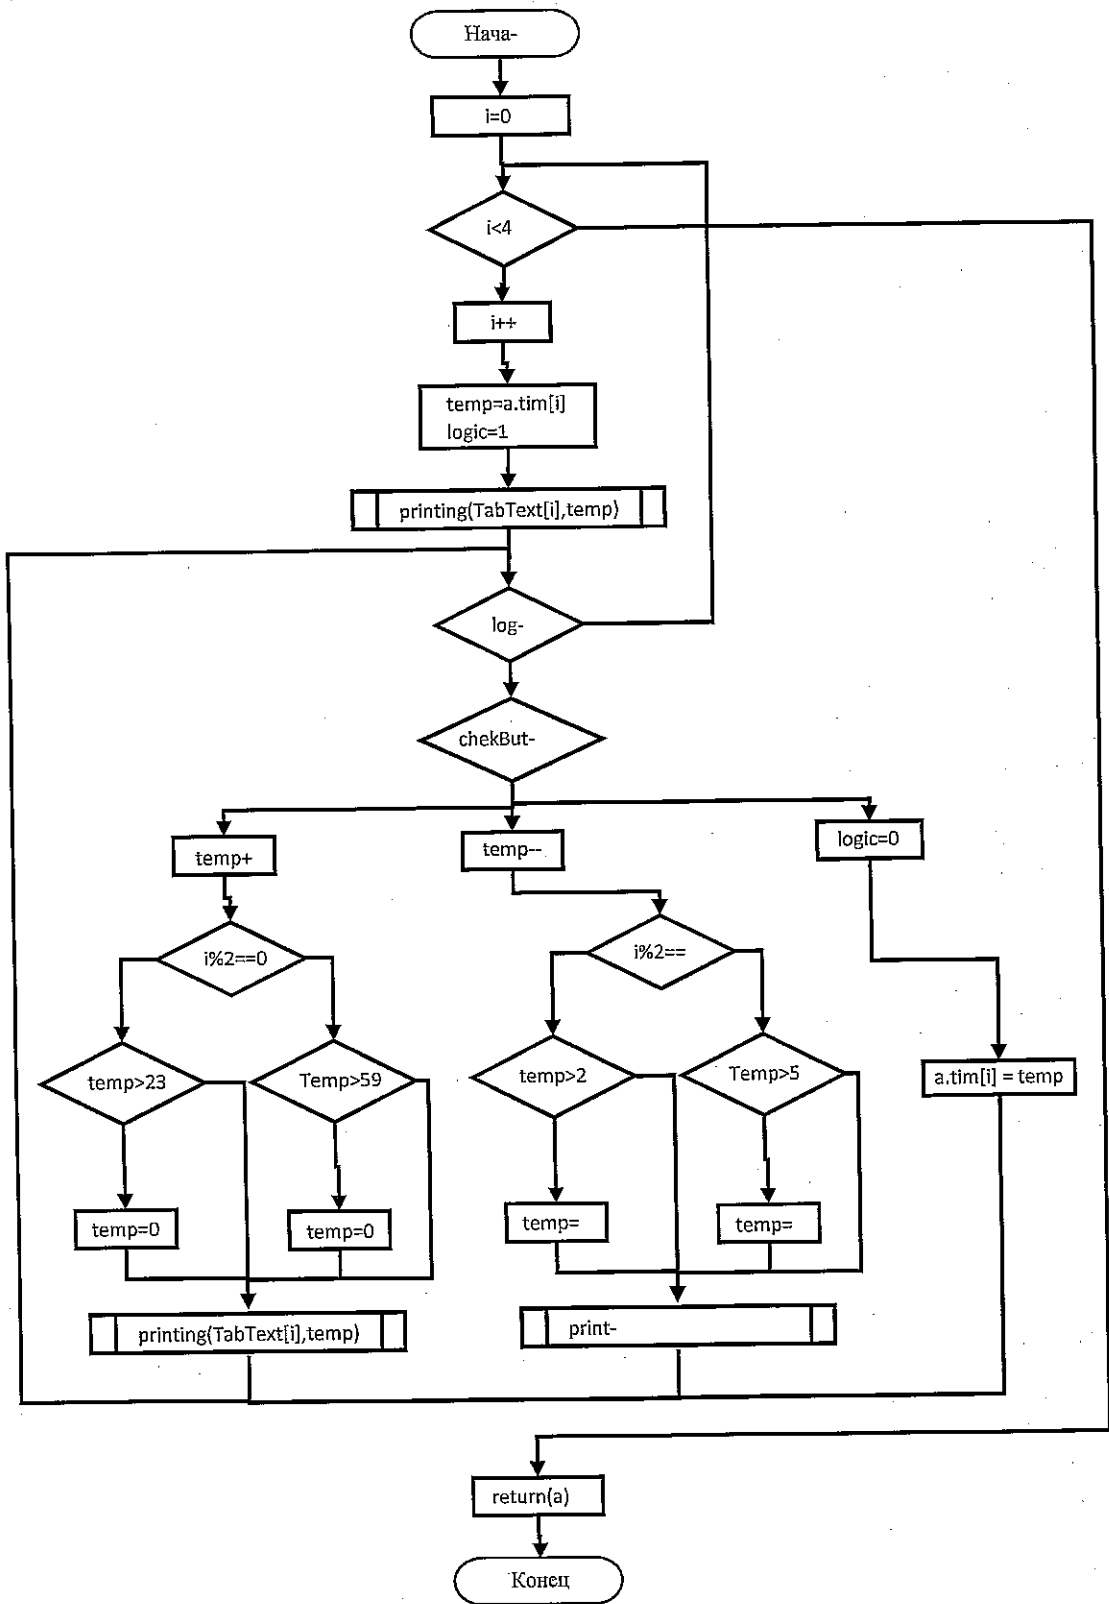 Нача-
i=0
i<4
i++
temp=a.tim[i]
logic=1
printing(TabText[i],temp)
log-
chekBut-
temp+
temp--
logic=0
i%2==0
i%2==
temp>23
Temp>59
temp>2
Temp>5
a.tim[i] = temp
temp=0
temp=0
temp=
temp=
printing(TabText[i],temp)
print-
return(a)
Конец